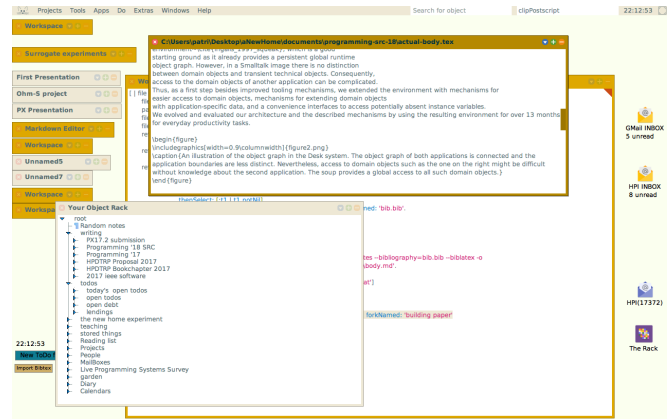 Projects Tools Apps Do Extras Windows Help
Search for object
clipPostscript
22:12:53
Workspace
Surrogate experiments
First Presentation
Ohm-S project
PX Presentation
Markdown Editor
Workspace
Unnamed5
Unnamed7
Workspace
C:\Users\patri\Desktop\aNewHome\documents\programming-src-18\actual-body.tex
starting ground as it already provides a persistent global runtime
object graph. However, in a Smalltalk image there is no distinction
between domain objects and transient technical objects. Consequently,
access to the domain objects of another application can be complicated.
Thus, as a first step besides improved tooling mechanisms, we extended the environment with mechanisms for
easier access to domain objects, mechanisms for extending domain objects
with application-specific data, and a convenience interfaces to access potentially absent instance variables.
We evolved and evaluated our architecture and the described mechanisms by using the resulting environment for over 13 months
for everyday productivity tasks.
\begin{figure}
\includegraphics[width=0.9\columnwidth]{figure2.png}
\caption{An illustration of the object graph in the Desk system. The object graph of both applications is connected and the
application boundaries are less distinct. Nevertheless, access to domain objects such as the one on the right might be difficult
without knowledge about the second application. The soup provides a global access to all such domain objects.}
\end{figure}
[ | file
ned: 'bib.bib'.
tes --bibliography=bib.bib --biblatex -o
\body.md'.
at']
forkNamed: 'building paper'
Your Object Rack
root
Random notes
writing
PX17.2 submission
Programming '18 SRC
Programming '17
HPDTRP Proposal 2017
HPDTRP Bookchapter 2017
2017 ieee software
todos
today's open todos
open todos
open debt
lendings
the new home experiment
teaching
stored things
Reading list
Projects
People
MailBoxes
Live Programming Systems Survey
garden
Diary
Calendars
22:12:53
New ToDo
Import Bibtex
GMail INBOX
5 unread
HPI INBOX
8 unread
HPI(17372)
The Rack